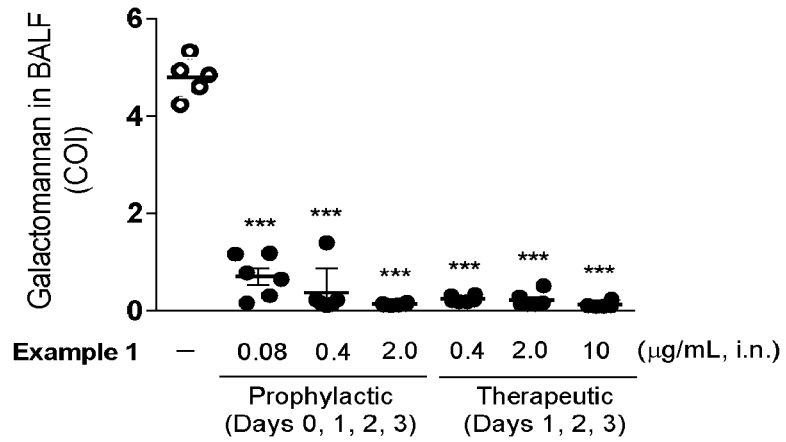 Galactomannan in BALF
(COI)
6
4
2
0
***
***
***
***
***
***
Example 1 – 0.08 0.4 2.0 0.4 2.0 10 (μg/mL, i.n.)
Prophylactic Therapeutic
(Days 0, 1, 2, 3) (Days 1, 2, 3)